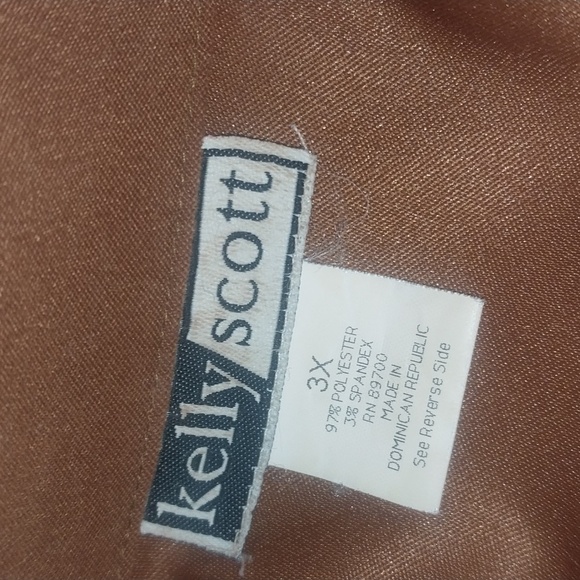 kelly scott
3X
97% POLYESTER
3% SPANDEX
RN 89700
MADE IN
DOMINICAN REPUBLIC
See Reverse Side